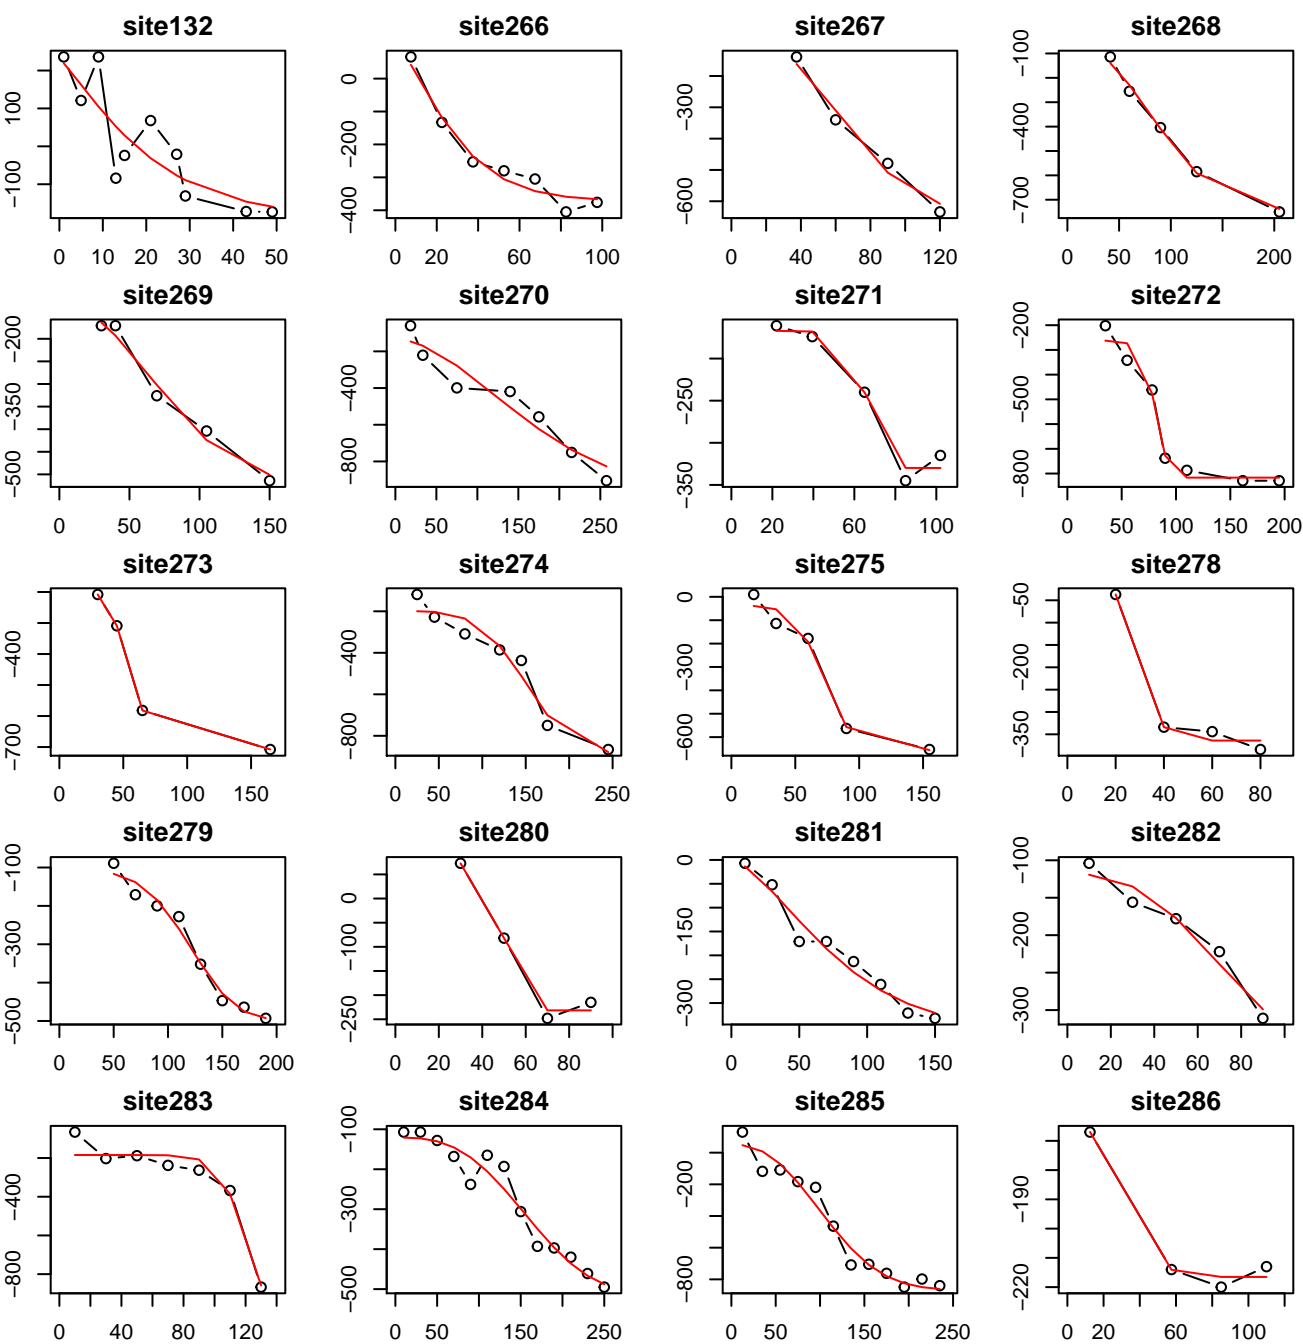 site132 site266 site267 site268
100 -100
0 10 20 30 40 50
0 -200 -400
0 20 60 100
-300 -600
0 40 80 120
-100 -400 -700
0 50 100 200
site269 site270 site271 site272
-200 -350 -500
0 50 100 150
-400 -800
0 50 150 250
-250 -350
0 20 60 100
-200 -500 -800
0 50 100 150 200
site273 site274 site275 site278
-400 -700
0 50 100 150
-400 -800
0 50 150 250
0 -300 -600
0 50 100 150
-50 -200 -350
0 20 40 60 80
site279 site280 site281 site282
-100 -300 -500
0 50 100 150 200
0 -100 -250
0 20 40 60 80
0 -150 -300
0 50 100 150
-100 -200 -300
0 20 40 60 80
site283 site284 site285 site286
-400 -800
0 40 80 120
-100 -300 -500
0 50 150 250
-200 -800
0 50 150 250
-190 -220
0 20 60 100